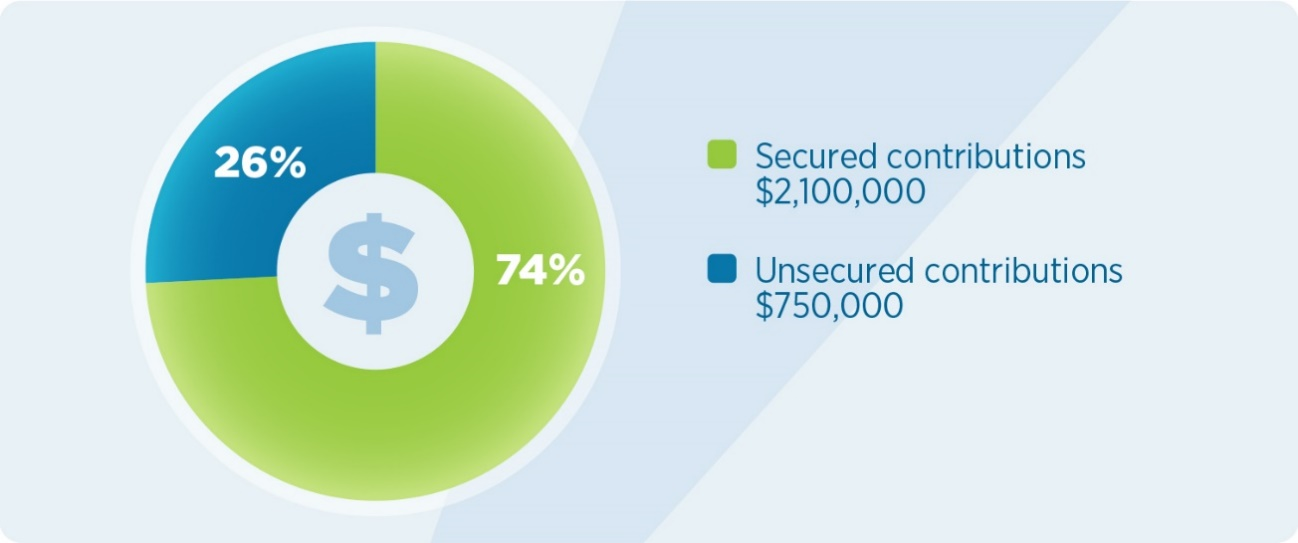 26%
$
74%
Secured contributions
$2,100,000
Unsecured contributions
$750,000